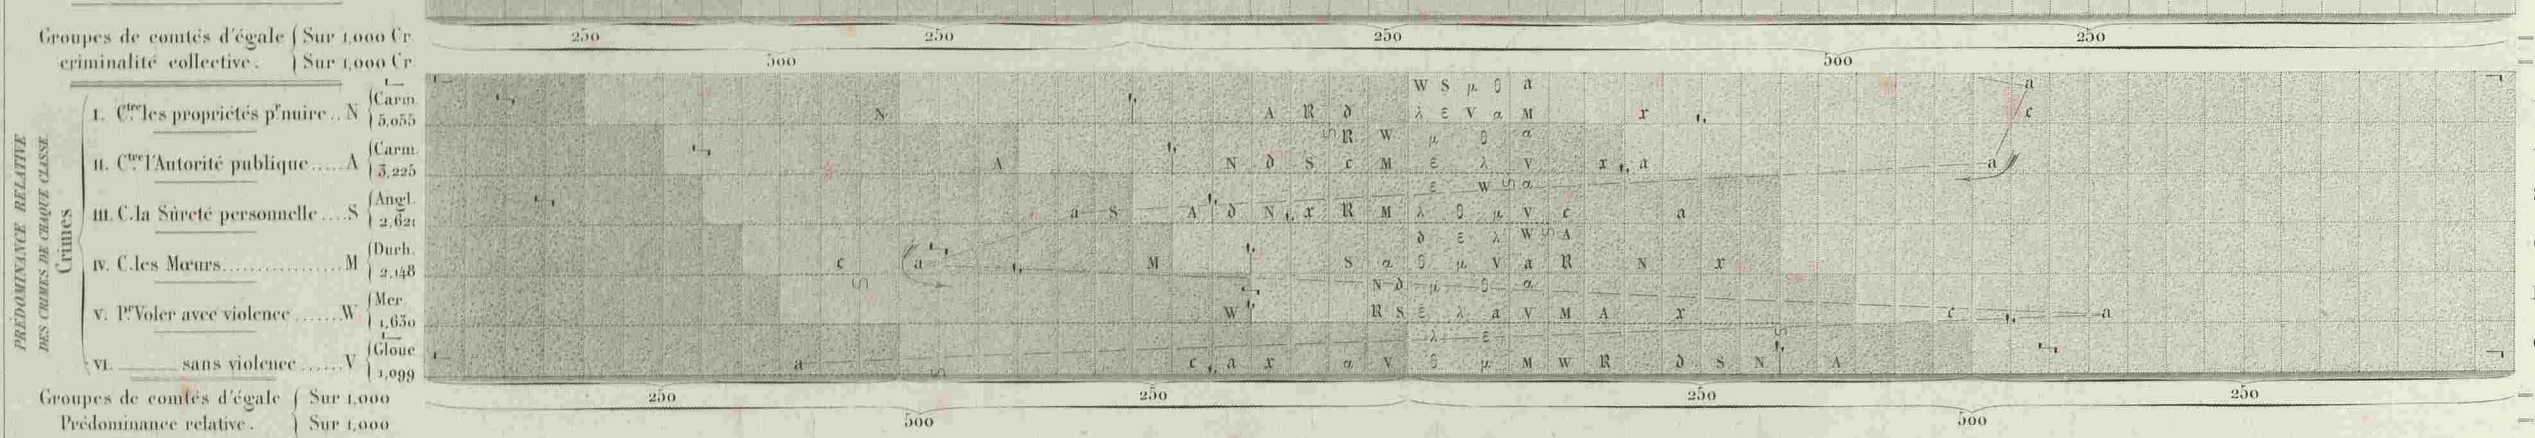 Groupes de comtés d'égale { Sur 1,000 Cr. 250 250 250 250
criminalité collective. } Sur 1,000 Cr. 500 500
PRÉDOMINANCE RELATIVE
DES CRIMES DE CHAQUE CLASSE
Crimes
W S μ θ a a
I. C.tre les propriétés p.r nuire.. N {Carm. 5,055 N A R δ λ ε V α M x c
R W μ θ α
II. C.tre l'Autorité publique..... A {Carm. 3,225 A N δ S c M ε λ V x a a
ε W α
III. C. la Sûreté personnelle.... S {Angl. 2,621 a S A δ N x R M λ θ μ V c a
δ ε λ W A
IV. C. les Mœurs................ M {Durh. 2,148 c a M S α θ μ V a R N x
N δ μ θ α
V. P.r Voler avec violence....... W {Mer. 1,630 W R S ε λ a V M A x c a
λ ε
VI. ——— sans violence...... V {Glouc. 1,099 a c a x α V θ μ M W R δ S N A
Groupes de comtés d'égale { Sur 1,000 250 250 250 250
Prédominance relative. { Sur 1,000 500 500